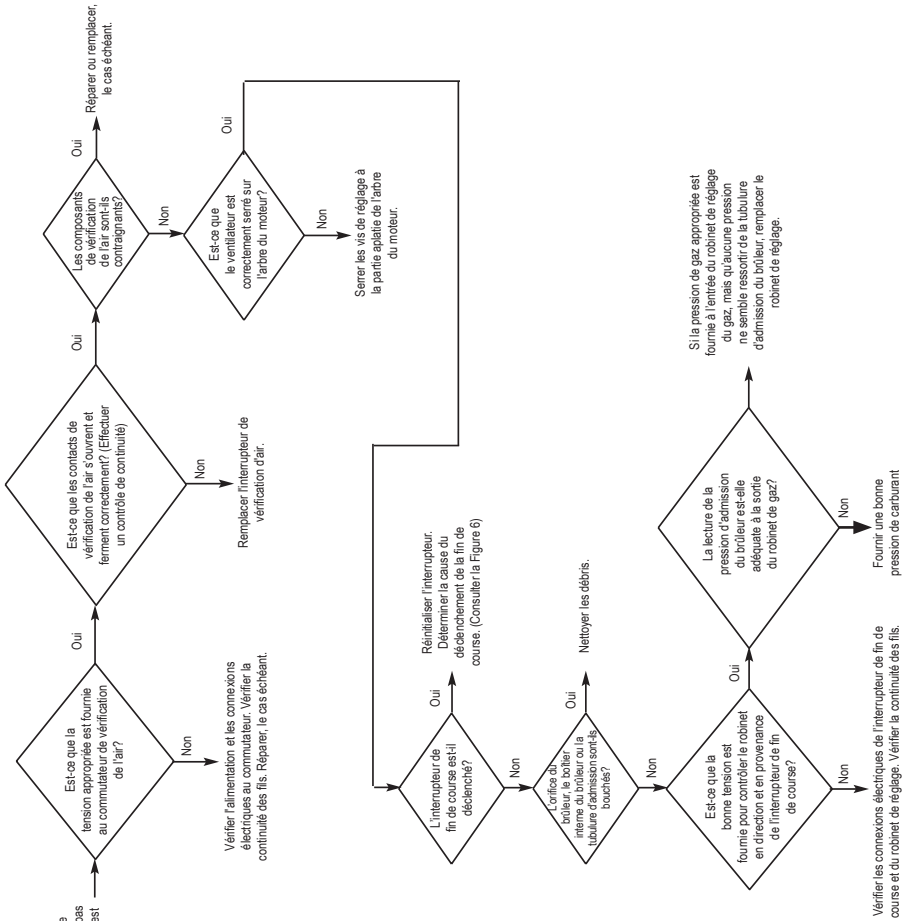 e
pas
est
Est-ce que la
tension appropriée est fournie
au commutateur de vérification
de l'air?
Oui
Non
Vérifier l'alimentation et les connexions
électriques au commutateur. Vérifier la
continuité des fils. Réparer, le cas échéant.
Est-ce que les contacts de
vérification de l'air s'ouvrent et
ferment correctement? (Effectuer
un contrôle de continuité)
Oui
Non
Remplacer l'interrupteur de
vérification d'air.
Les composants
de vérification
de l'air sont-ils
contraignants?
Oui
Réparer ou remplacer,
le cas échéant.
Non
Est-ce que
le ventilateur est
correctement serré sur
l'arbre du moteur?
Oui
Non
Serrer les vis de réglage à
la partie aplatie de l'arbre
du moteur.
L'interrupteur de
fin de course est-il
déclenché?
Oui
Réinitialiser l'interrupteur.
Déterminer la cause du
déclenchement de la fin de
course. (Consulter la Figure 6)
Non
L'orifice du
brûleur, le boîtier
interne du brûleur ou la
tubulure d'admission sont-ils
bouchés?
Oui
Nettoyer les débris.
Non
Est-ce que la
bonne tension est
fournie pour contrôler le robinet
en direction et en provenance
de l'interrupteur de fin
de course?
Oui
Non
Vérifier les connexions électriques de l'interrupteur de fin de
course et du robinet de réglage. Vérifier la continuité des fils.
La lecture de la
pression d'admission
du brûleur est-elle
adéquate à la sortie
du robinet de gaz?
Non
Fournir une bonne
pression de carburant
Si la pression de gaz appropriée est
fournie à l'entrée du robinet de réglage
du gaz, mais qu'aucune pression
ne semble ressortir de la tubulure
d'admission du brûleur, remplacer le
robinet de réglage.